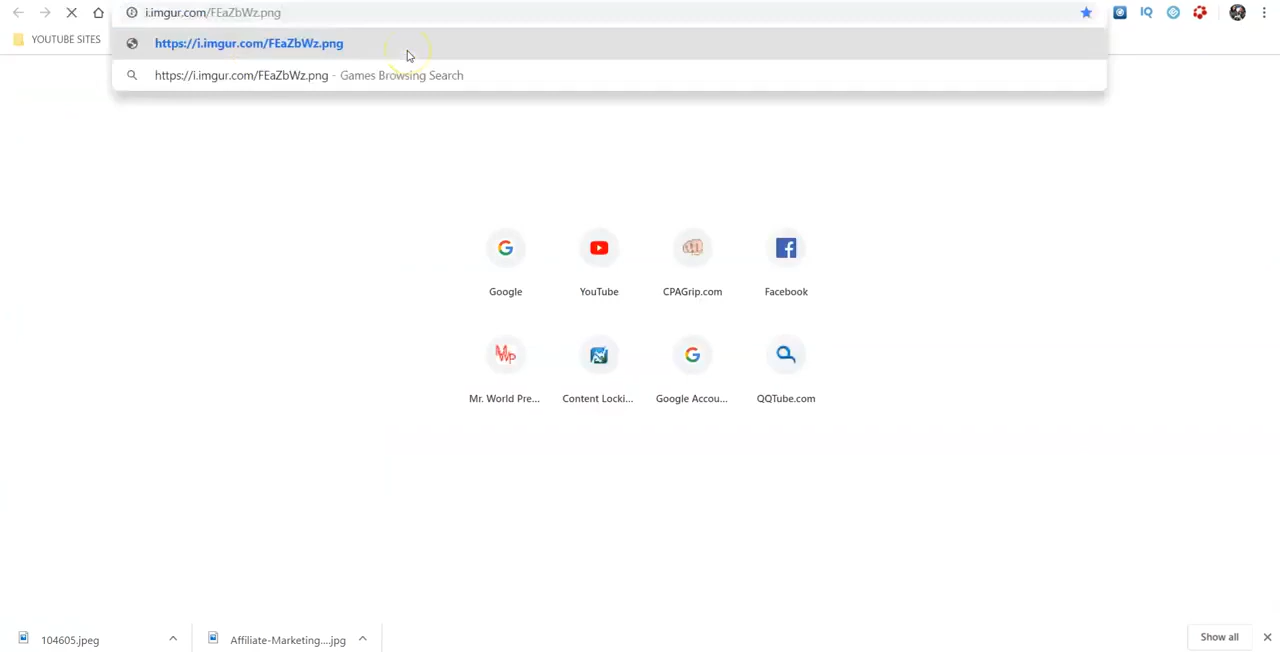 i.imgur.com/FEaZbWz.png
IQ
YOUTUBE SITES
https://i.imgur.com/FEaZbWz.png
https://i.imgur.com/FEaZbWz.png - Games Browsing Search
Google
YouTube
CPAGrip.com
Facebook
Mr. World Pre...
Content Locki...
Google Accou...
QQTube.com
104605.jpeg
Affiliate-Marketing....jpg
Show all